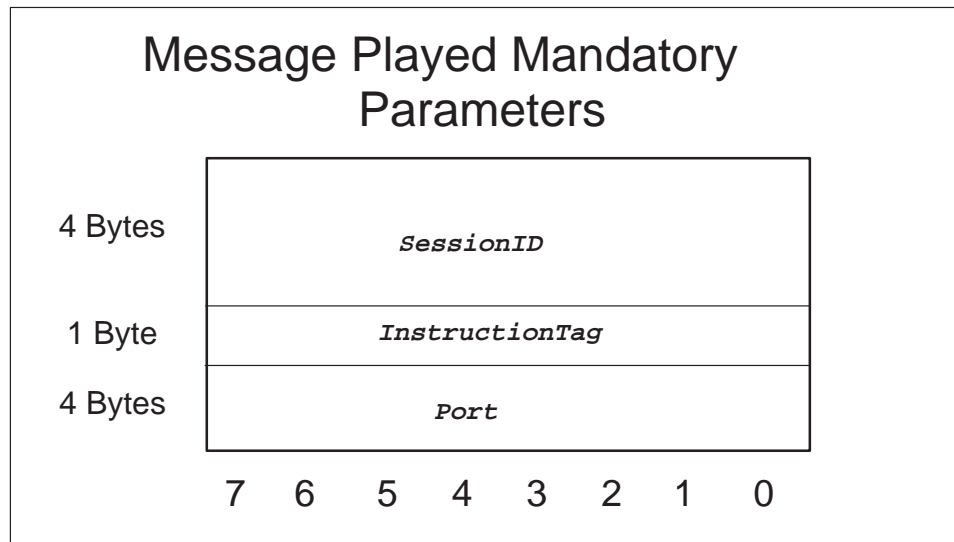 Message Played Mandatory
Parameters
4 Bytes
SessionID
1 Byte
InstructionTag
4 Bytes
Port
7 6 5 4 3 2 1 0